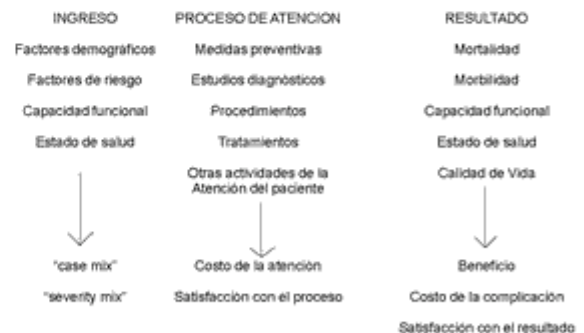 INGRESO
Factores demográficos
Factores de riesgo
Capacidad funcional
Estado de salud
"case mix"
"severity mix"
PROCESO DE ATENCION
Medidas preventivas
Estudios diagnósticos
Procedimientos
Tratamientos
Otras actividades de la
Atención del paciente
Costo de la atención
Satisfacción con el proceso
RESULTADO
Mortalidad
Morbilidad
Capacidad funcional
Estado de salud
Calidad de Vida
Beneficio
Costo de la complicación
Satisfacción con el resultado